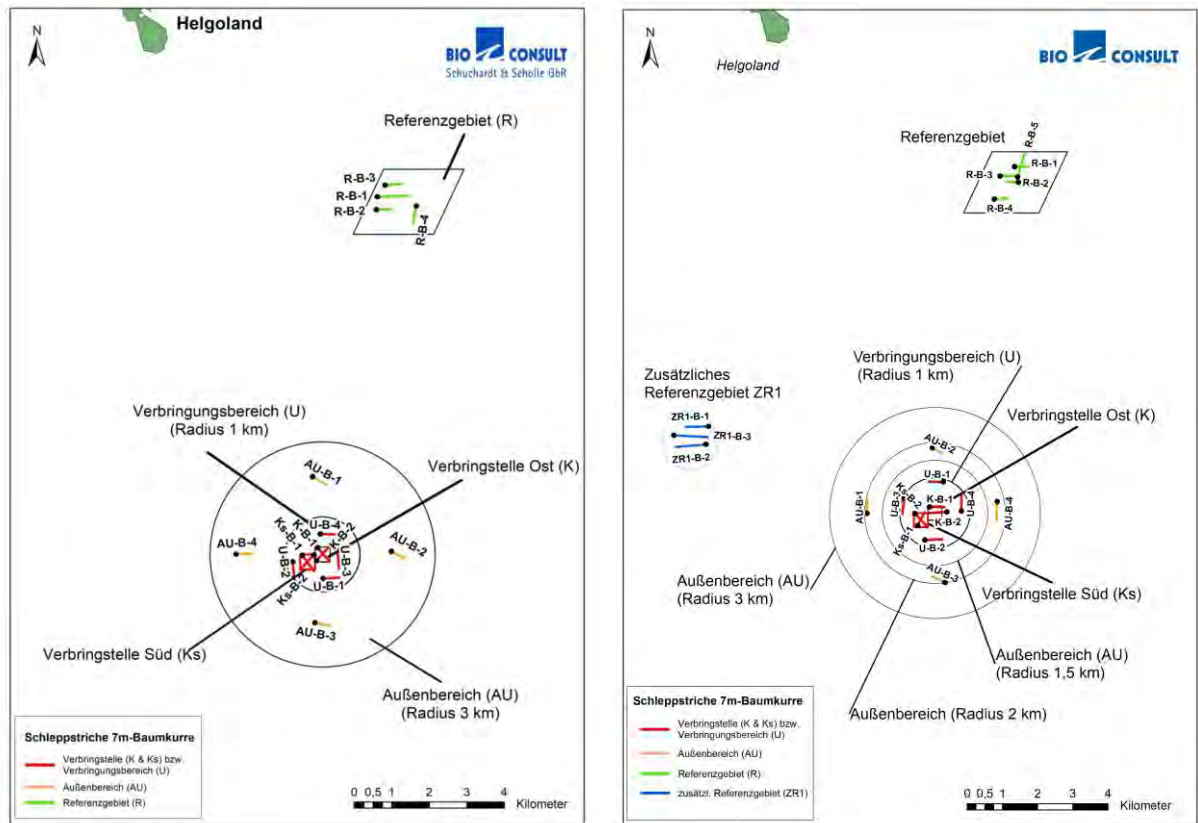 N
Helgoland
BIO CONSULT
Schuchardt & Scholle GbR
Referenzgebiet (R)
R-B-3
R-B-1
R-B-2
R-B-4
Verbringungsbereich (U)
(Radius 1 km)
Verbringstelle Ost (K)
AU-B-1
U-B-4
K-B-2
K-B-1
Ks-B-1
AU-B-4
AU-B-2
U-B-2
U-B-3
Ks-B-2
U-B-1
AU-B-3
Verbringstelle Süd (Ks)
Außenbereich (AU)
(Radius 3 km)
Schleppstriche 7m-Baumkurre
Verbringstelle (K & Ks) bzw.
Verbringungsbereich (U)
Außenbereich (AU)
Referenzgebiet (R)
0 0,5 1 2 3 4
Kilometer
N
Helgoland
BIO CONSULT
Referenzgebiet
R-B-5
R-B-1
R-B-3
R-B-2
R-B-4
Verbringungsbereich (U)
(Radius 1 km)
Zusätzliches
Referenzgebiet ZR1
ZR1-B-1
ZR1-B-3
ZR1-B-2
Verbringstelle Ost (K)
AU-B-2
U-B-1
Ks-B-2
K-B-1
U-B-4
AU-B-1
U-B-3
AU-B-4
K-B-2
Ks-B-1
U-B-2
AU-B-3
Außenbereich (AU)
(Radius 3 km)
Verbringstelle Süd (Ks)
Außenbereich (AU)
(Radius 1,5 km)
Außenbereich (Radius 2 km)
Schleppstriche 7m-Baumkurre
Verbringstelle (K & Ks) bzw.
Verbringungsbereich (U)
Außenbereich (AU)
Referenzgebiet (R)
zusätzl. Referenzgebiet (ZR1)
0 0,5 1 2 3 4
Kilometer